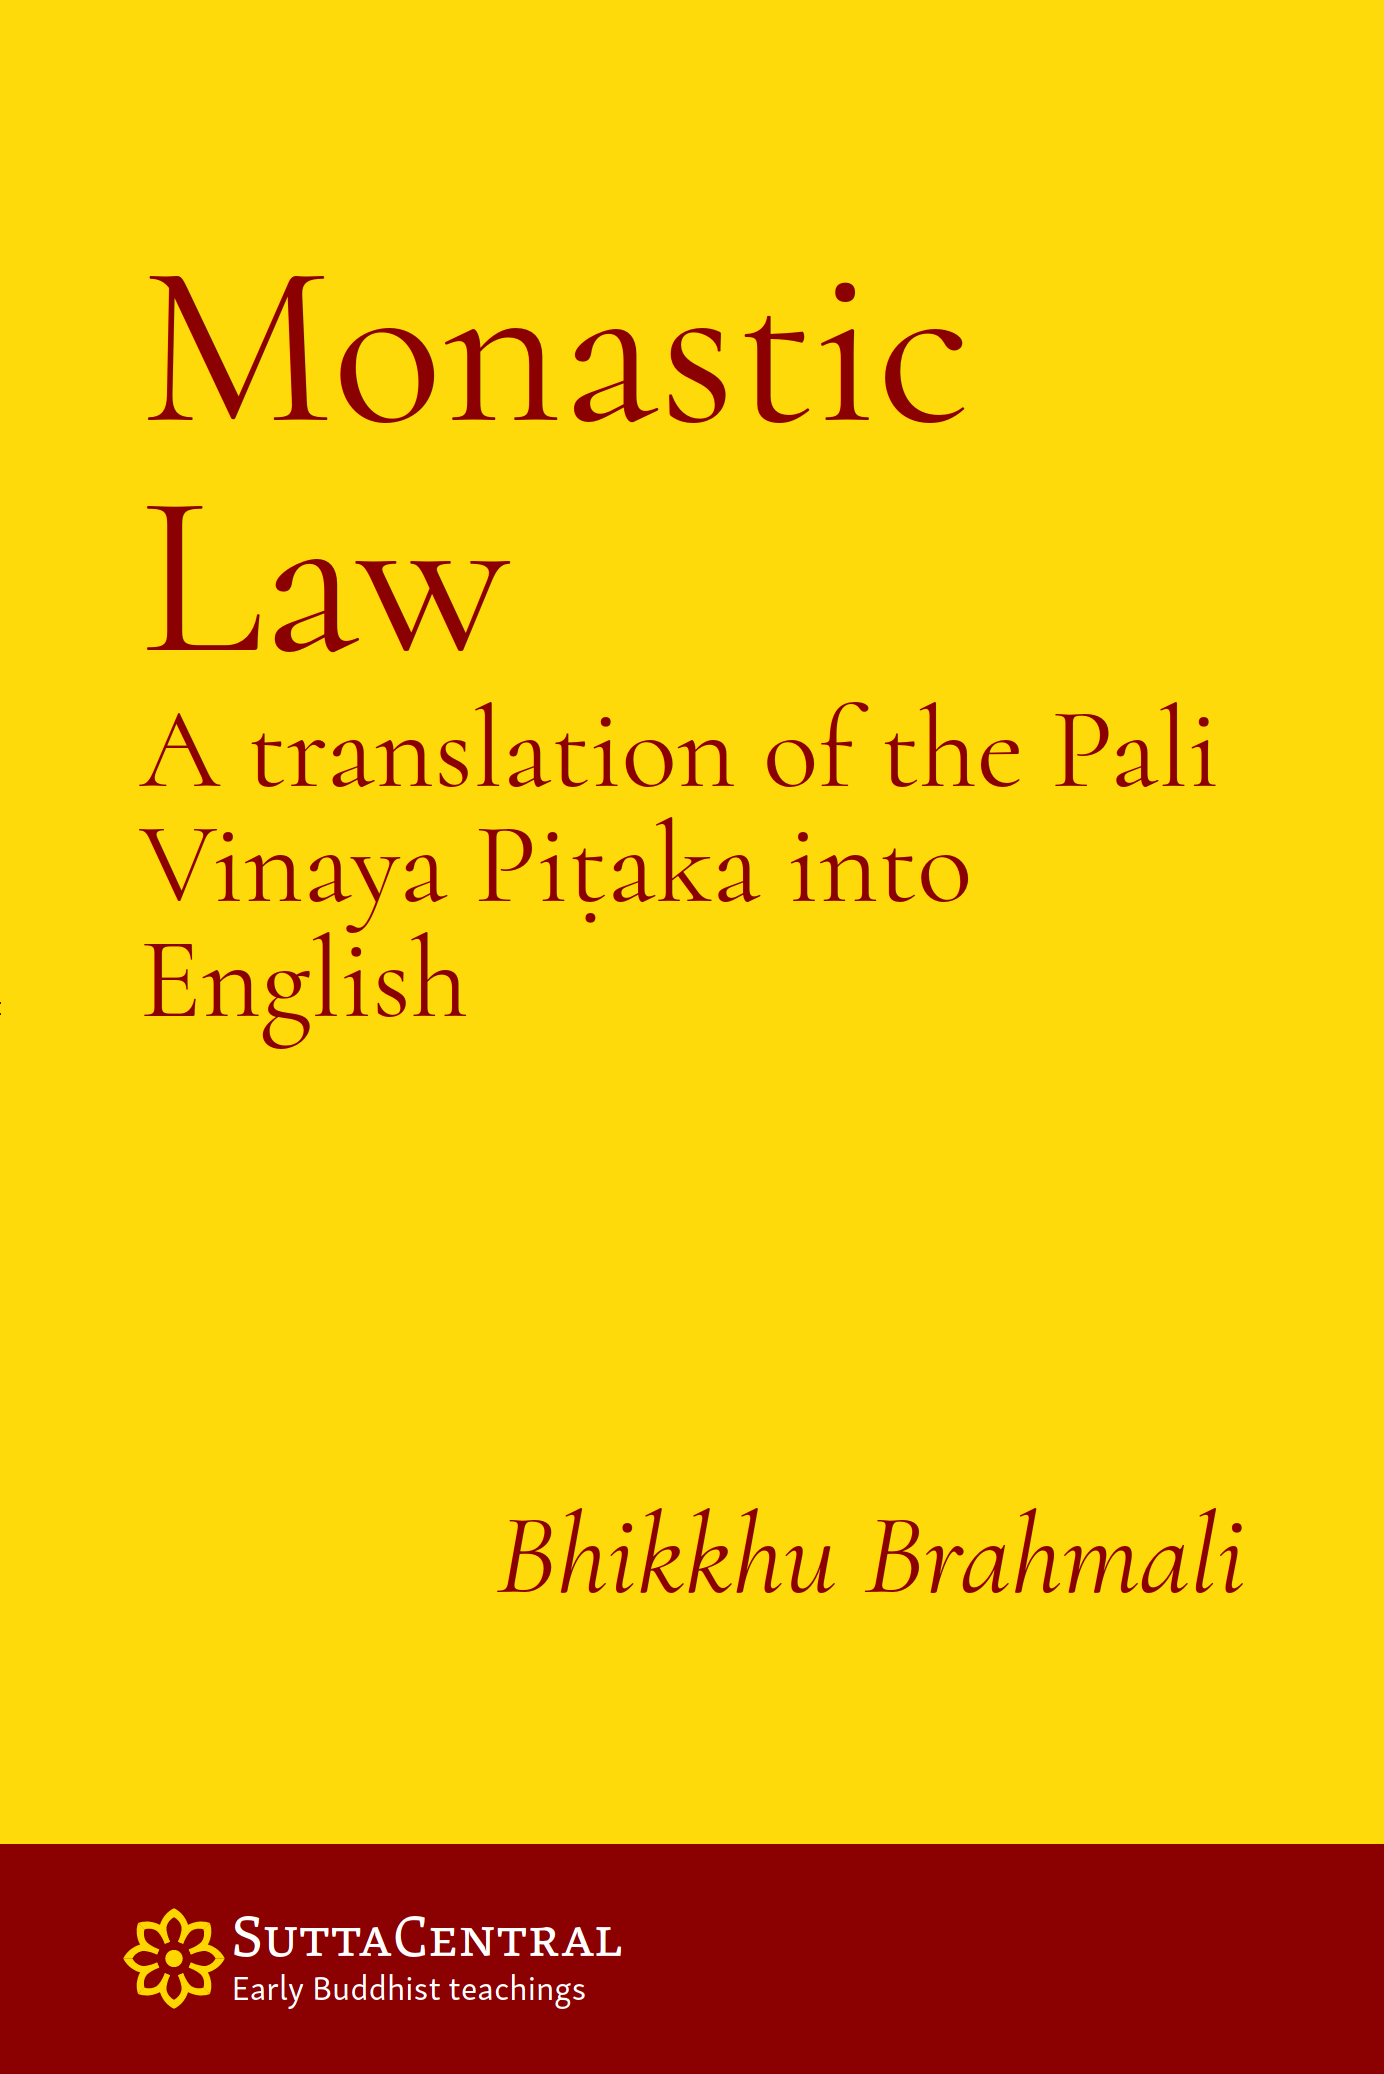 Monastic
Law
A translation of the Pali
Vinaya Piṭaka into
English
Bhikkhu Brahmali
SuttaCentral
Early Buddhist teachings